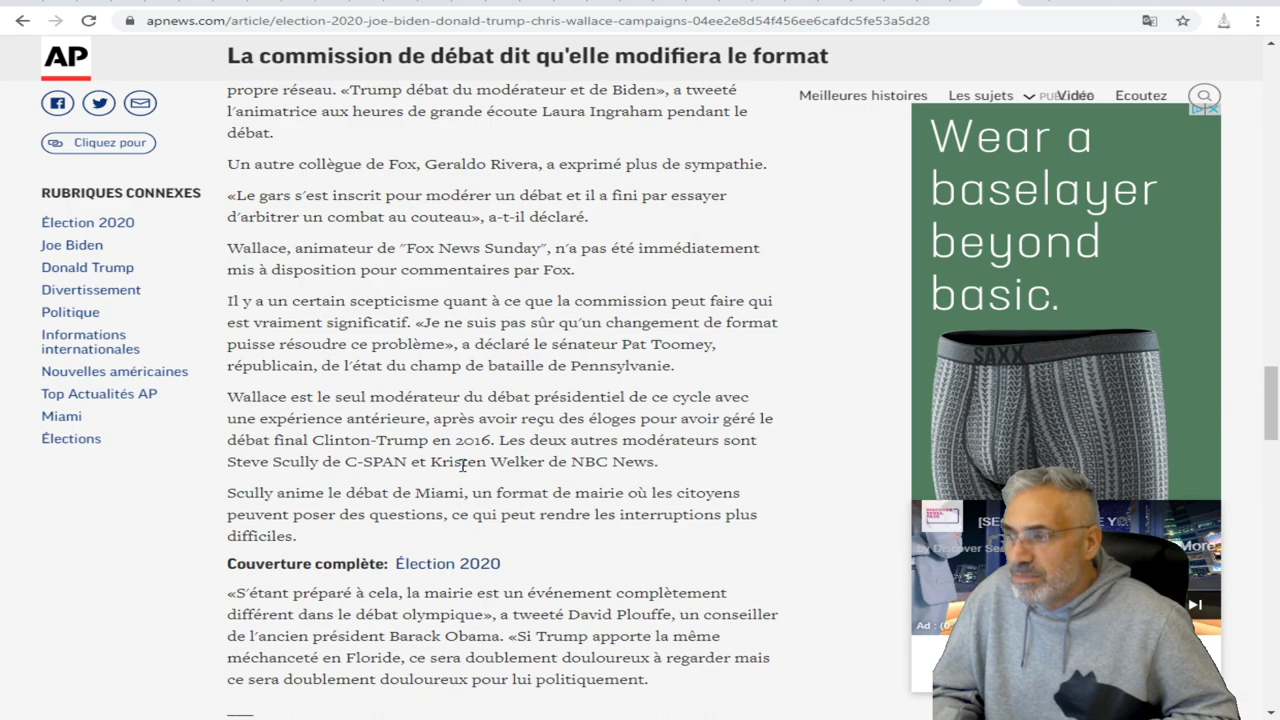 apnews.com/article/election-2020-joe-biden-donald-trump-chris-wallace-campaigns-04ee2e8d54f456ee6cafdc5fe53a5d28
AP
La commission de débat dit qu'elle modifiera le format
Meilleures histoires
Les sujets
Vidéo
Ecoutez
Cliquez pour
RUBRIQUES CONNEXES
Élection 2020
Joe Biden
Donald Trump
Divertissement
Politique
Informations
internationales
Nouvelles américaines
Top Actualités AP
Miami
Élections
propre réseau. «Trump débat du modérateur et de Biden», a tweeté
l'animatrice aux heures de grande écoute Laura Ingraham pendant le
débat.
Un autre collègue de Fox, Geraldo Rivera, a exprimé plus de sympathie.
«Le gars s'est inscrit pour modérer un débat et il a fini par essayer
d'arbitrer un combat au couteau», a-t-il déclaré.
Wallace, animateur de "Fox News Sunday", n'a pas été immédiatement
mis à disposition pour commentaires par Fox.
Il y a un certain scepticisme quant à ce que la commission peut faire qui
est vraiment significatif. «Je ne suis pas sûr qu'un changement de format
puisse résoudre ce problème», a déclaré le sénateur Pat Toomey,
républicain, de l'état du champ de bataille de Pennsylvanie.
Wallace est le seul modérateur du débat présidentiel de ce cycle avec
une expérience antérieure, après avoir reçu des éloges pour avoir géré le
débat final Clinton-Trump en 2016. Les deux autres modérateurs sont
Steve Scully de C-SPAN et Kristen Welker de NBC News.
Scully anime le débat de Miami, un format de mairie où les citoyens
peuvent poser des questions, ce qui peut rendre les interruptions plus
difficiles.
Couverture complète: Élection 2020
«S'étant préparé à cela, la mairie est un événement complètement
différent dans le débat olympique», a tweeté David Plouffe, un conseiller
de l'ancien président Barack Obama. «Si Trump apporte la même
méchanceté en Floride, ce sera doublement douloureux à regarder mais
ce sera doublement douloureux pour lui politiquement.
Wear a
baselayer
beyond
basic.
SAXX
by Discover
More
Ad : (0